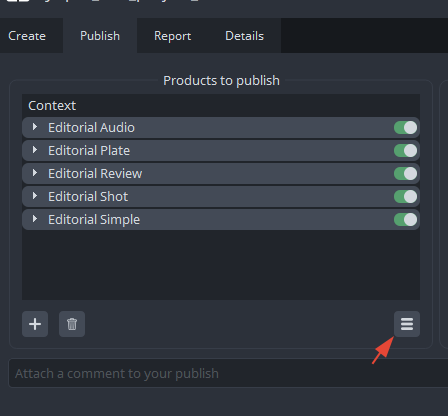 Create Publish Report Details
Products to publish
Context
Editorial Audio
Editorial Plate
Editorial Review
Editorial Shot
Editorial Simple
Attach a comment to your publish